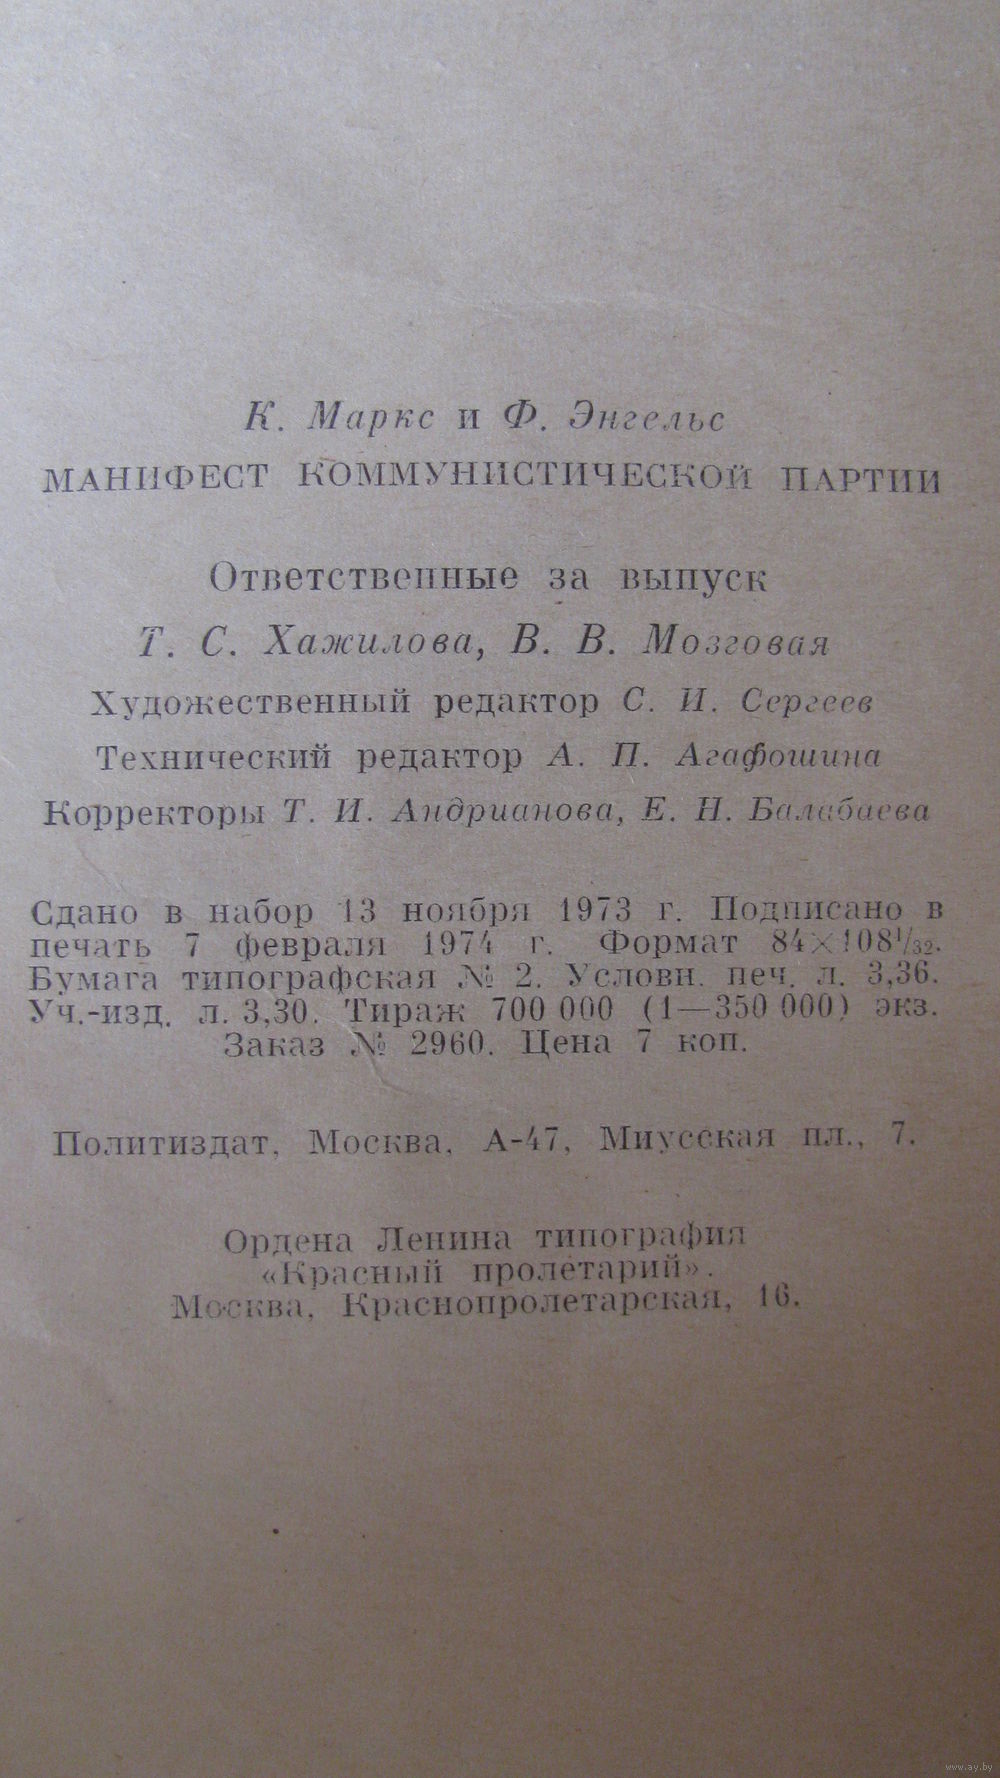 К. Маркс и Ф. Энгельс
МАНИФЕСТ КОММУНИСТИЧЕСКОЙ ПАРТИИ
Ответственные за выпуск
Т. С. Хажилова, В. В. Мозговая
Художественный редактор С. И. Сергеев
Технический редактор А. П. Агафошина
Корректоры Т. И. Андрианова, Е. Н. Балабаева
Сдано в набор 13 ноября 1973 г. Подписано в
печать 7 февраля 1974 г. Формат 84×108¹/₃₂.
Бумага типографская № 2. Условн. печ. л. 3,36.
Уч.-изд. л. 3,30. Тираж 700 000 (1—350 000) экз.
Заказ № 2960. Цена 7 коп.
Политиздат, Москва, А-47, Миусская пл., 7.
Ордена Ленина типография
«Красный пролетарий».
Москва, Краснопролетарская, 16.
www.ay.by